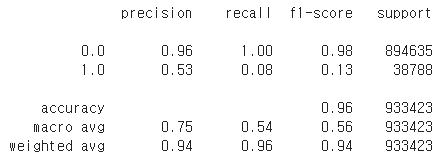 precision recall f1-score support
0.0 0.96 1.00 0.98 894635
1.0 0.53 0.08 0.13 38788
accuracy 0.96 933423
macro avg 0.75 0.54 0.56 933423
weighted avg 0.94 0.96 0.94 933423